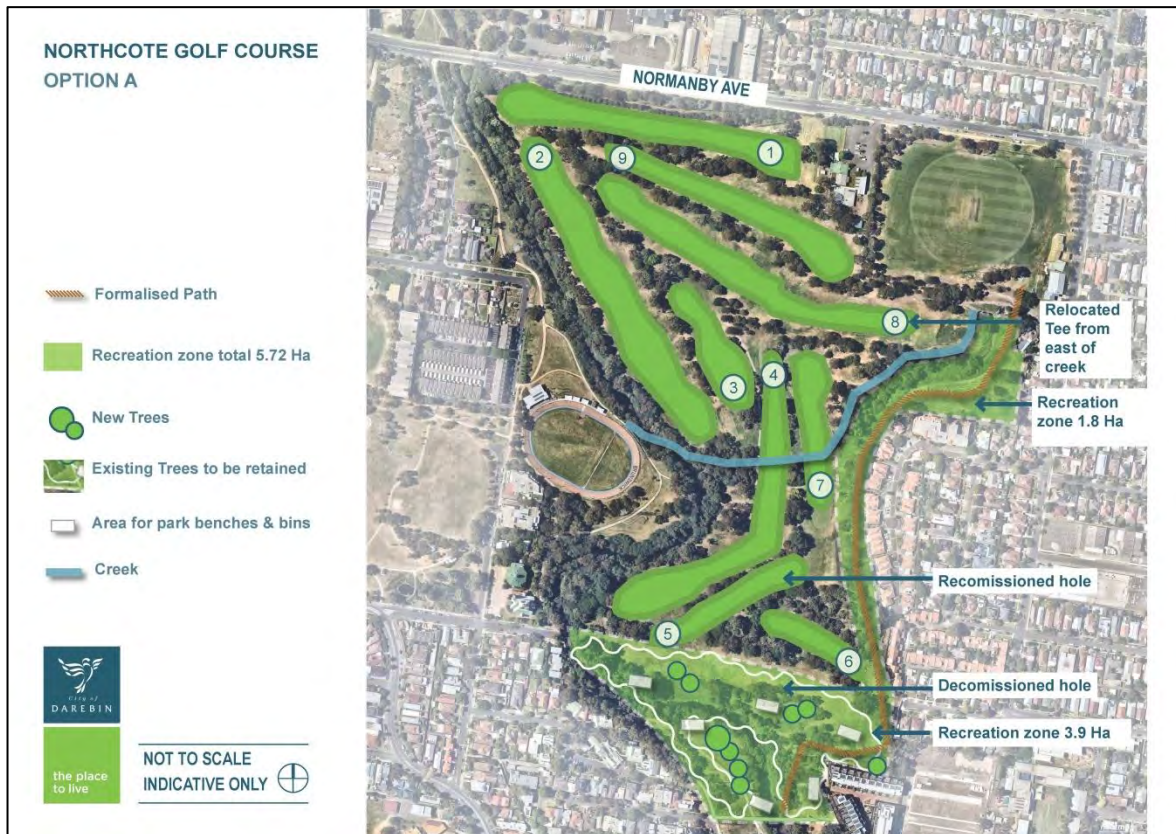 NORTHCOTE GOLF COURSE
OPTION A
Formalised Path
Recreation zone total 5.72 Ha
New Trees
Existing Trees to be retained
Area for park benches & bins
Creek
City of
DAREBIN
the place
to live
NOT TO SCALE
INDICATIVE ONLY
NORMANBY AVE
1
2
9
8
3
4
7
5
6
Relocated
Tee from
east of
creek
Recreation
zone 1.8 Ha
Recomissioned hole
Decomissioned hole
Recreation zone 3.9 Ha